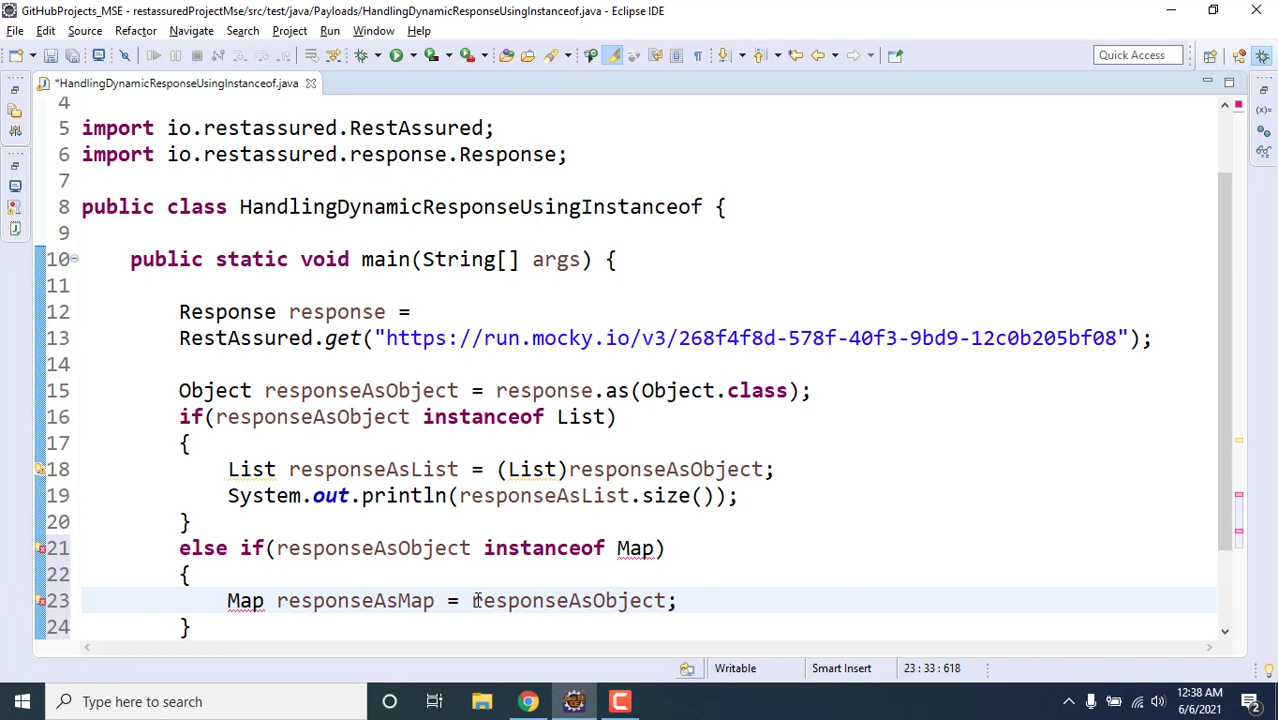 GitHubProjects_MSE - restassuredProjectMse/src/test/java/Payloads/HandlingDynamicResponseUsingInstanceof.java - Eclipse IDE
File Edit Source Refactor Navigate Search Project Run Window Help
Quick Access
*HandlingDynamicResponseUsingInstanceof.java
4
5 import io.restassured.RestAssured;
6 import io.restassured.response.Response;
7
8 public class HandlingDynamicResponseUsingInstanceof {
9
10 public static void main(String[] args) {
11
12 Response response =
13 RestAssured.get("https://run.mocky.io/v3/268f4f8d-578f-40f3-9bd9-12c0b205bf08");
14
15 Object responseAsObject = response.as(Object.class);
16 if(responseAsObject instanceof List)
17 {
18 List responseAsList = (List)responseAsObject;
19 System.out.println(responseAsList.size());
20 }
21 else if(responseAsObject instanceof Map)
22 {
23 Map responseAsMap = responseAsObject;
24 }
Writable Smart Insert 23 : 33 : 618
Type here to search
12:38 AM
6/6/2021
2